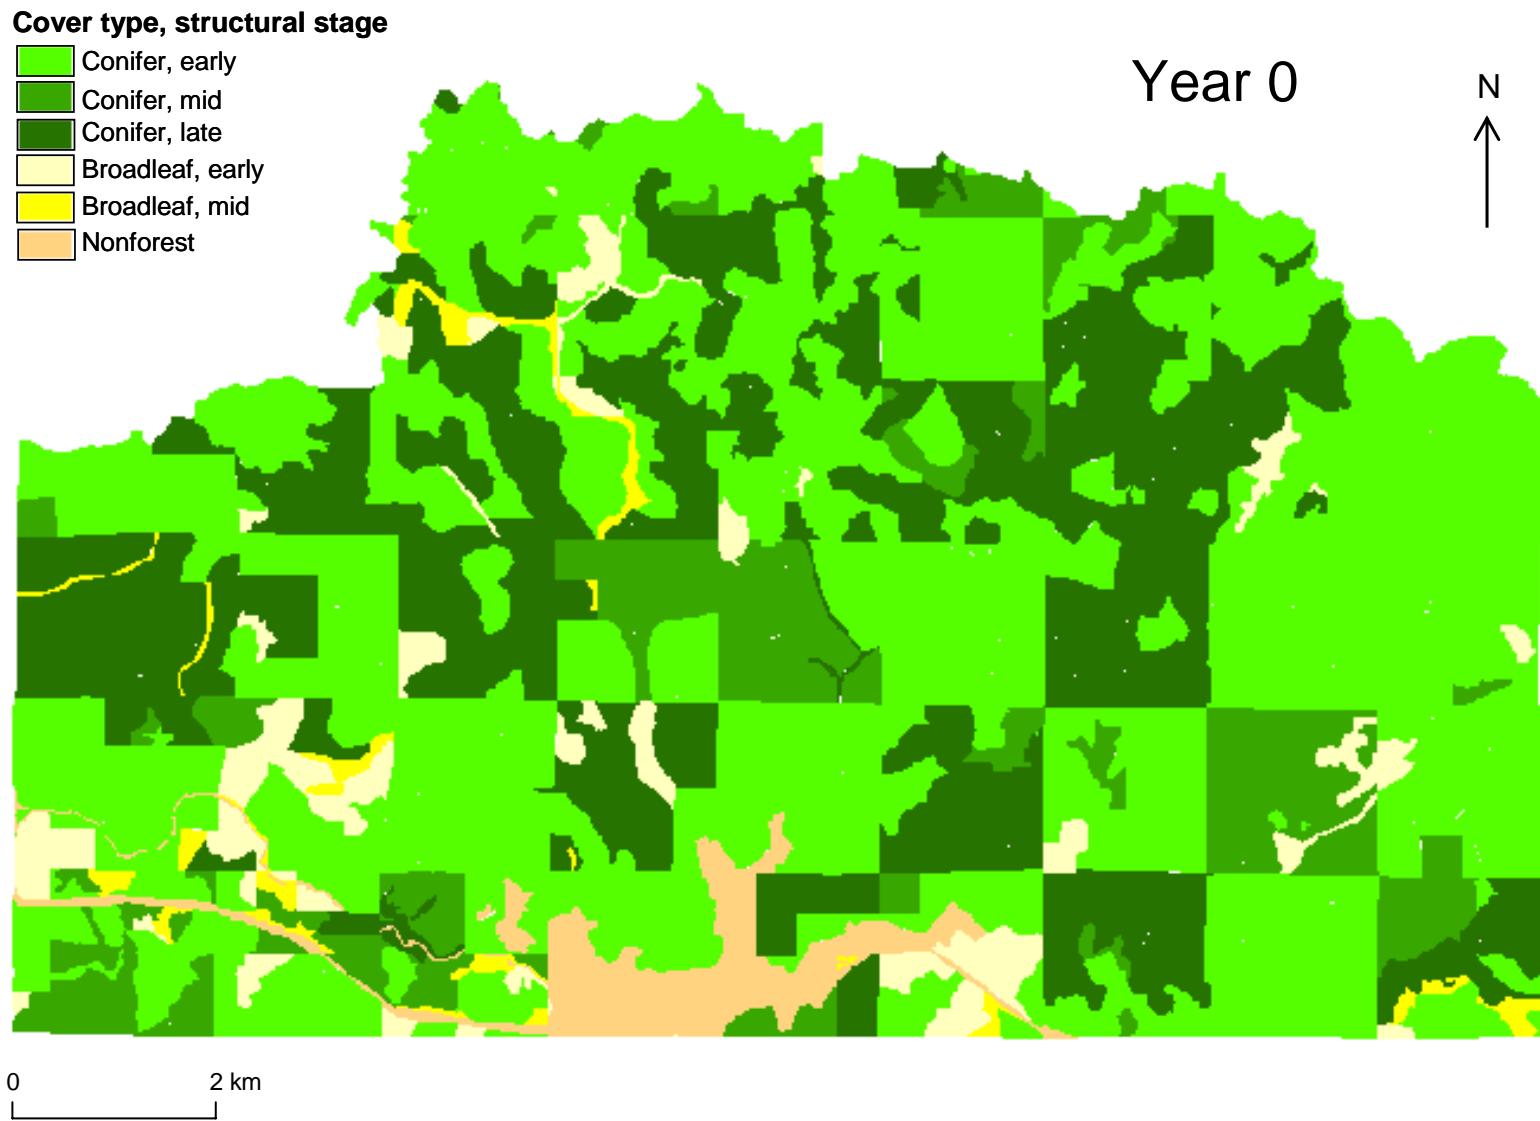 Cover type, structural stage
Conifer, early
Conifer, mid
Conifer, late
Broadleaf, early
Broadleaf, mid
Nonforest
Year 0
N
0 2 km